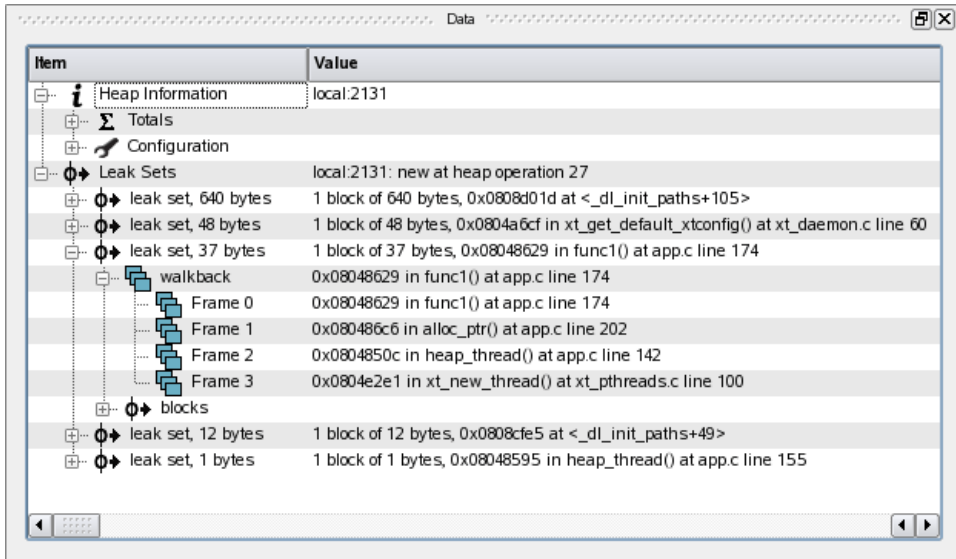 Data
Item Value
Heap Information local:2131
Totals
Configuration
Leak Sets local:2131: new at heap operation 27
leak set, 640 bytes 1 block of 640 bytes, 0x0808d01d at <_dl_init_paths+105>
leak set, 48 bytes 1 block of 48 bytes, 0x0804a6cf in xt_get_default_xtconfig() at xt_daemon.c line 60
leak set, 37 bytes 1 block of 37 bytes, 0x08048629 in func1() at app.c line 174
walkback 0x08048629 in func1() at app.c line 174
Frame 0 0x08048629 in func1() at app.c line 174
Frame 1 0x080486c6 in alloc_ptr() at app.c line 202
Frame 2 0x0804850c in heap_thread() at app.c line 142
Frame 3 0x0804e2e1 in xt_new_thread() at xt_pthreads.c line 100
blocks
leak set, 12 bytes 1 block of 12 bytes, 0x0808cfe5 at <_dl_init_paths+49>
leak set, 1 bytes 1 block of 1 bytes, 0x08048595 in heap_thread() at app.c line 155